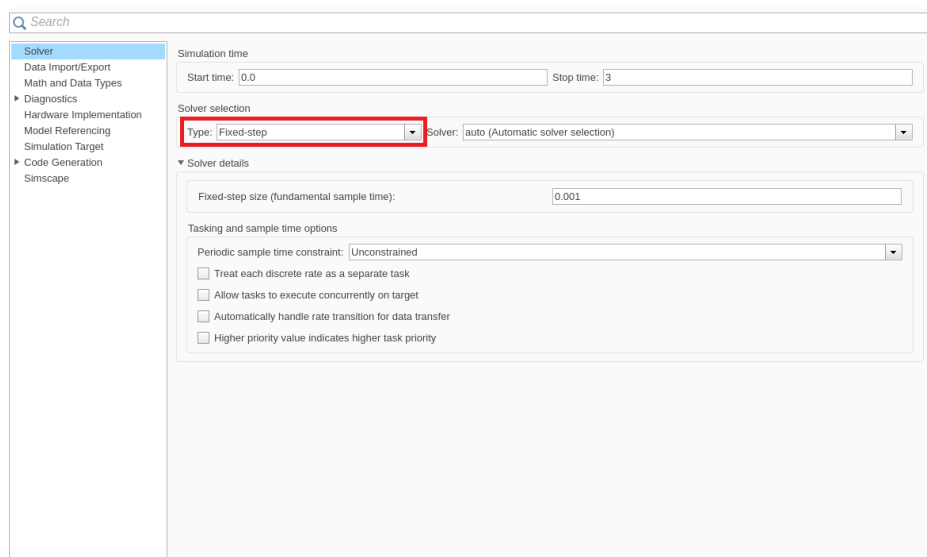 Search
Solver
Data Import/Export
Math and Data Types
Diagnostics
Hardware Implementation
Model Referencing
Simulation Target
Code Generation
Simscape
Simulation time
Start time: 0.0 Stop time: 3
Solver selection
Type: Fixed-step Solver: auto (Automatic solver selection)
Solver details
Fixed-step size (fundamental sample time): 0.001
Tasking and sample time options
Periodic sample time constraint: Unconstrained
Treat each discrete rate as a separate task
Allow tasks to execute concurrently on target
Automatically handle rate transition for data transfer
Higher priority value indicates higher task priority